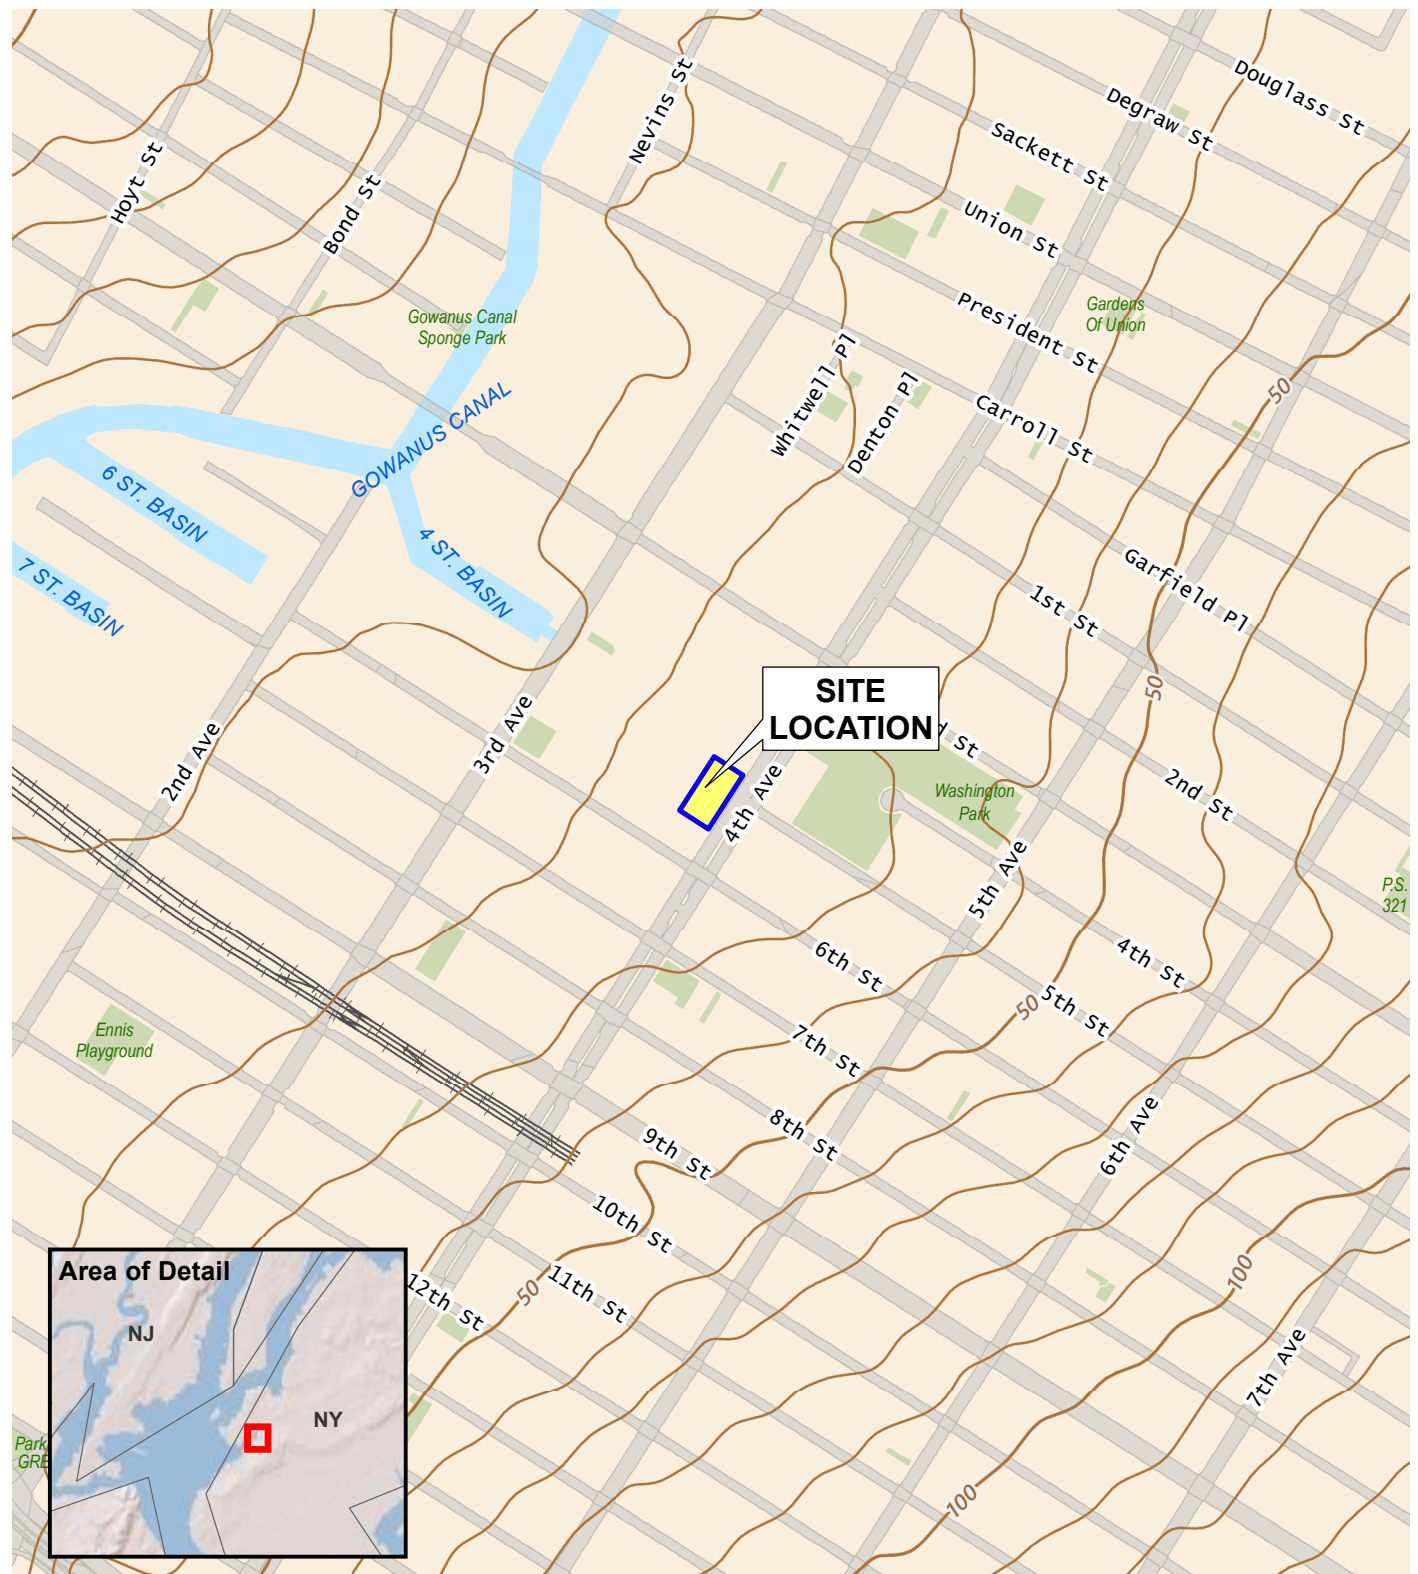 Douglass St
Degraw St
Sackett St
Nevins St
Hoyt St
Bond St
Union St
Gowanus Canal
Sponge Park
Gardens
Of Union
President St
Whitwell Pl
Denton Pl
Carroll St
50
GOWANUS CANAL
6 ST. BASIN
4 ST. BASIN
7 ST. BASIN
Garfield Pl
1st St
50
SITE
LOCATION
d St
2nd Ave
3rd Ave
4th Ave
Washington
Park
2nd St
5th Ave
P.S.
321
6th St
4th St
5th St
50
Ennis
Playground
7th St
8th St
9th St
6th Ave
10th St
11th St
12th St
50
100
7th Ave
100
Area of Detail
NJ
NY
Park
GRE